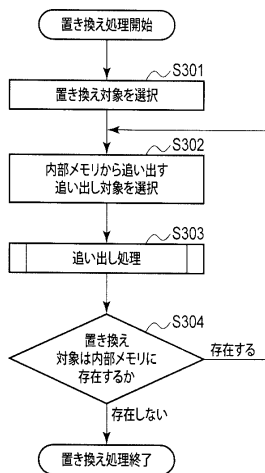 置き換え処理開始
S301
置き換え対象を選択
S302
内部メモリから追い出す
追い出し対象を選択
S303
追い出し処理
S304
置き換え
対象は内部メモリに
存在するか
存在する
存在しない
置き換え処理終了